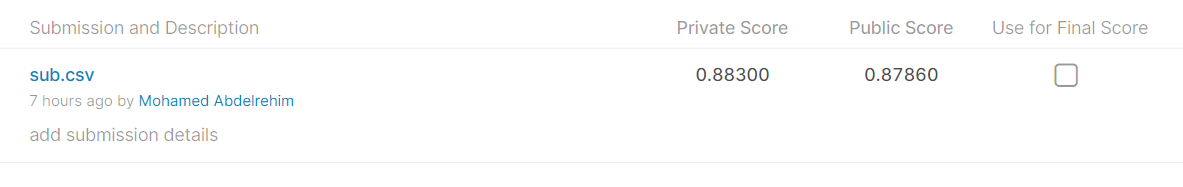 Submission and Description Private Score Public Score Use for Final Score
sub.csv 0.88300 0.87860
7 hours ago by Mohamed Abdelrehim
add submission details